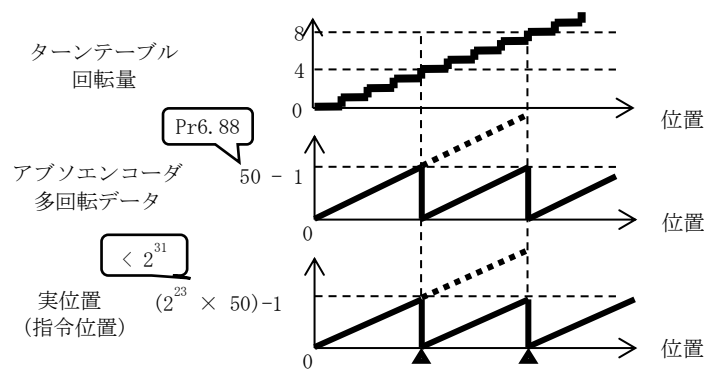 ターンテーブル
回転量
8
4
0
位置
Pr6.88
アブソエンコーダ
多回転データ
50 - 1
0
位置
< 2^31
実位置
(指令位置)
(2^23 × 50)-1
0
位置